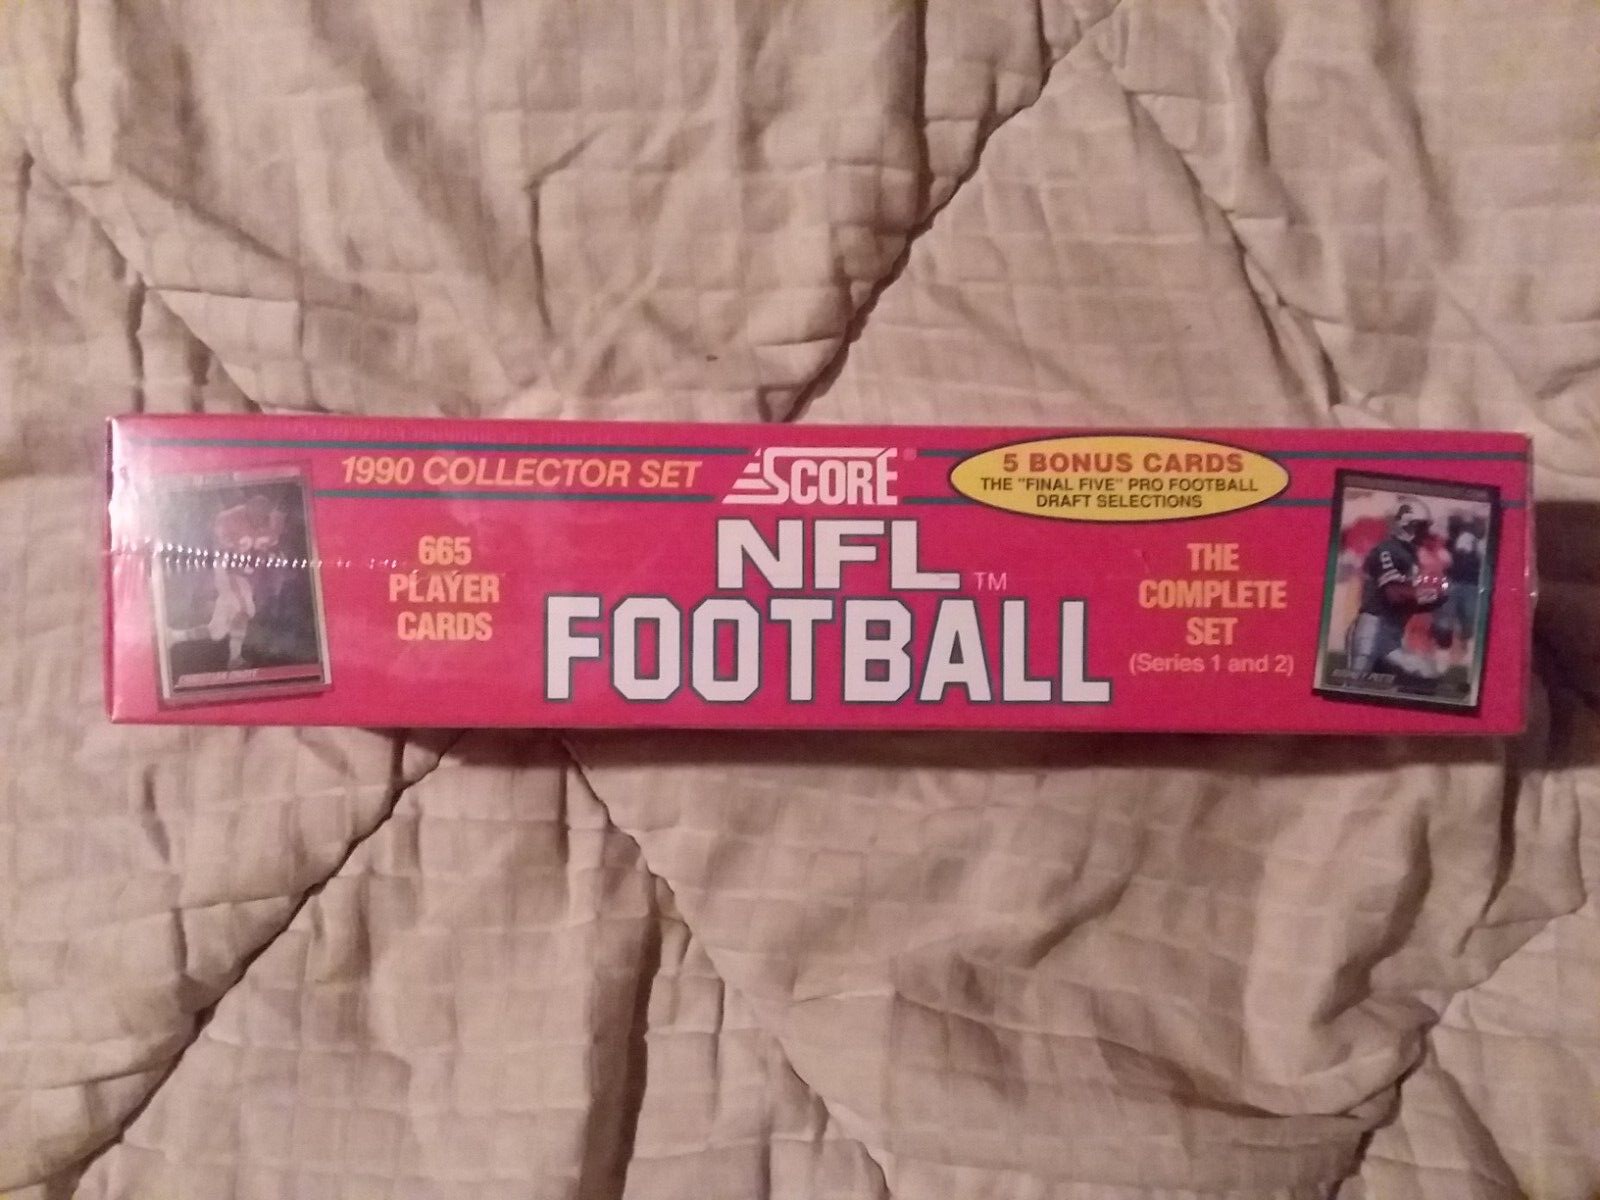 1990 COLLECTOR SET
SCORE®
5 BONUS CARDS
THE "FINAL FIVE" PRO FOOTBALL
DRAFT SELECTIONS
665
PLAYER
CARDS
NFL™
FOOTBALL
THE
COMPLETE
SET
(Series 1 and 2)